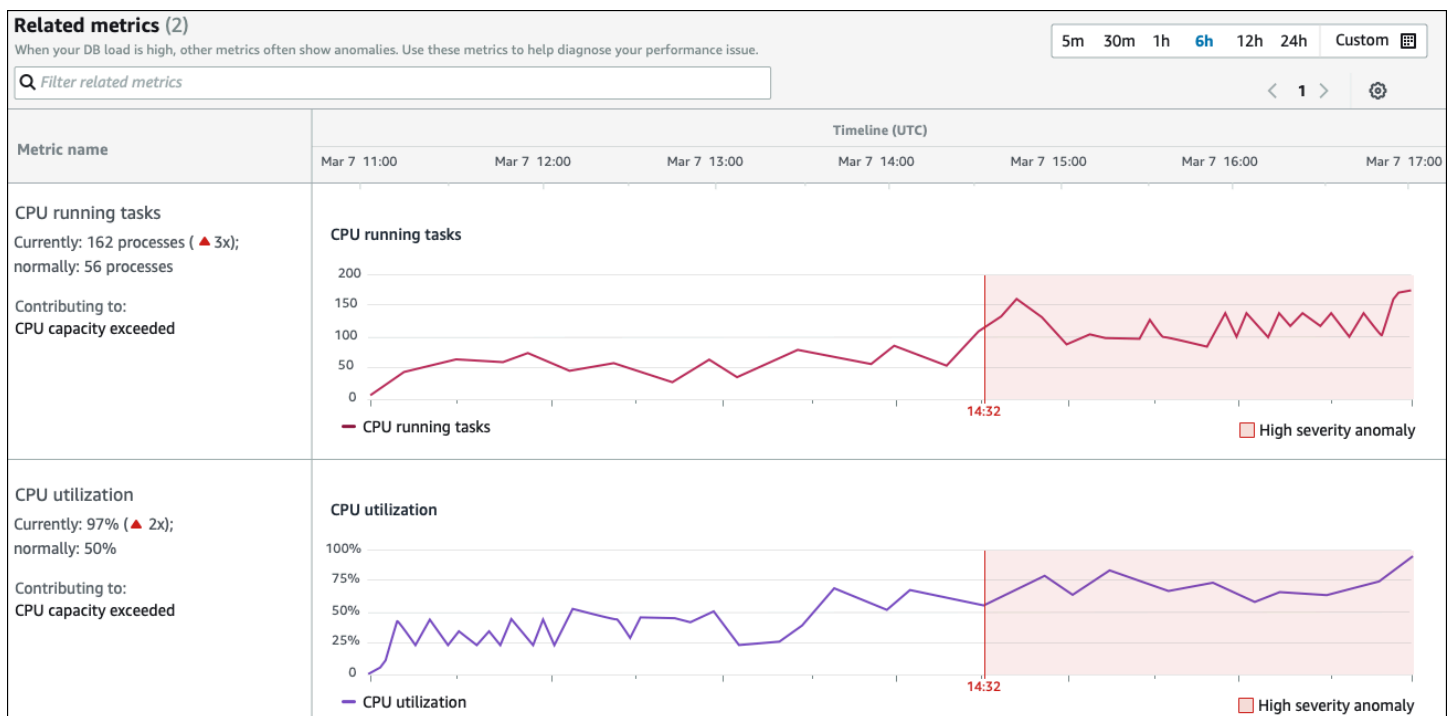 Related metrics (2)
When your DB load is high, other metrics often show anomalies. Use these metrics to help diagnose your performance issue.
5m 30m 1h 6h 12h 24h Custom
Filter related metrics
1
Metric name
Timeline (UTC)
Mar 7 11:00 Mar 7 12:00 Mar 7 13:00 Mar 7 14:00 Mar 7 15:00 Mar 7 16:00 Mar 7 17:00
CPU running tasks
Currently: 162 processes ( ▲ 3x);
normally: 56 processes
Contributing to:
CPU capacity exceeded
CPU running tasks
200
150
100
50
0
14:32
CPU running tasks
High severity anomaly
CPU utilization
Currently: 97% (▲ 2x);
normally: 50%
Contributing to:
CPU capacity exceeded
CPU utilization
100%
75%
50%
25%
0
14:32
CPU utilization
High severity anomaly